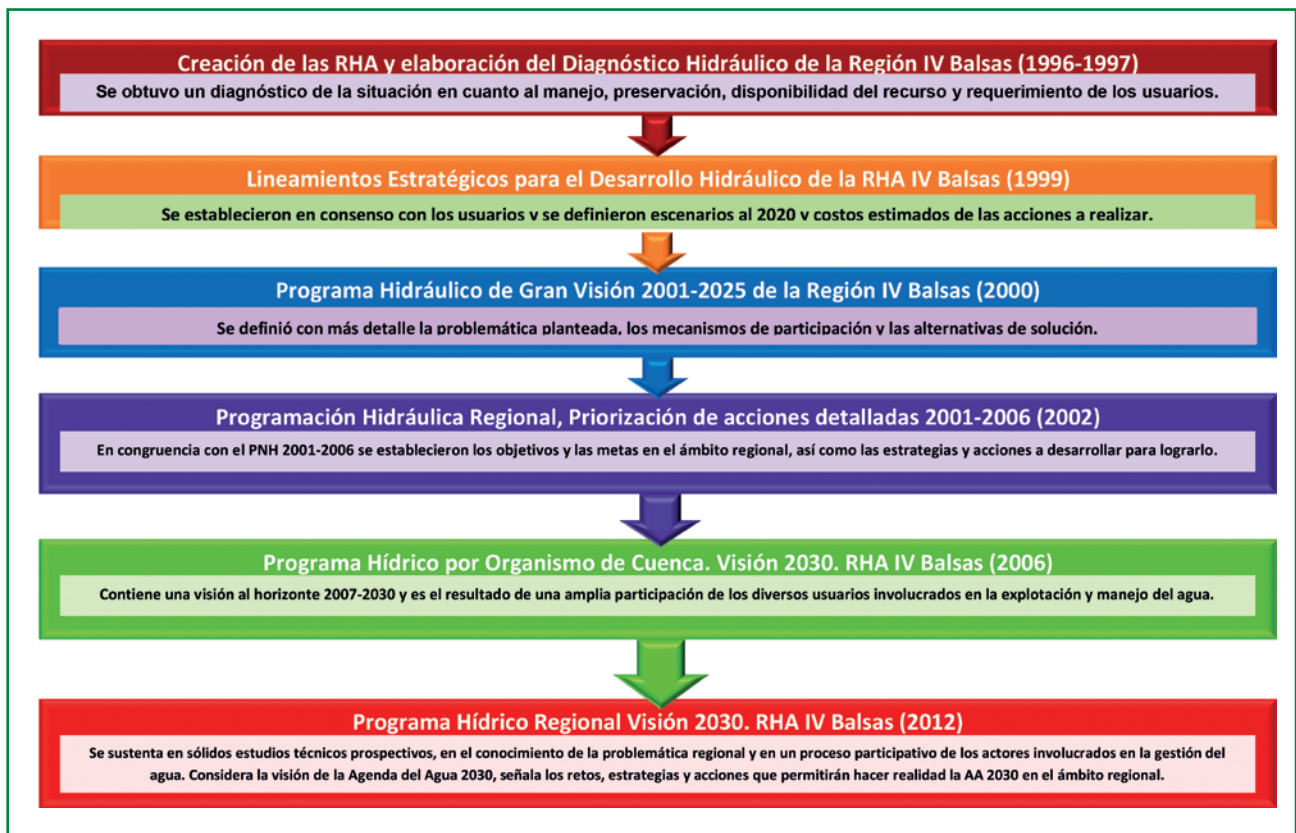 Creación de las RHA y elaboración del Diagnóstico Hidráulico de la Región IV Balsas (1996-1997)
Se obtuvo un diagnóstico de la situación en cuanto al manejo, preservación, disponibilidad del recurso y requerimiento de los usuarios.
Lineamientos Estratégicos para el Desarrollo Hidráulico de la RHA IV Balsas (1999)
Se establecieron en consenso con los usuarios y se definieron escenarios al 2020 y costos estimados de las acciones a realizar.
Programa Hidráulico de Gran Visión 2001-2025 de la Región IV Balsas (2000)
Se definió con más detalle la problemática planteada, los mecanismos de participación y las alternativas de solución.
Programación Hidráulica Regional, Priorización de acciones detalladas 2001-2006 (2002)
En congruencia con el PNH 2001-2006 se establecieron los objetivos y las metas en el ámbito regional, así como las estrategias y acciones a desarrollar para lograrlo.
Programa Hídrico por Organismo de Cuenca. Visión 2030. RHA IV Balsas (2006)
Contiene una visión al horizonte 2007-2030 y es el resultado de una amplia participación de los diversos usuarios involucrados en la explotación y manejo del agua.
Programa Hídrico Regional Visión 2030. RHA IV Balsas (2012)
Se sustenta en sólidos estudios técnicos prospectivos, en el conocimiento de la problemática regional y en un proceso participativo de los actores involucrados en la gestión del
agua. Considera la visión de la Agenda del Agua 2030, señala los retos, estrategias y acciones que permitirán hacer realidad la AA 2030 en el ámbito regional.